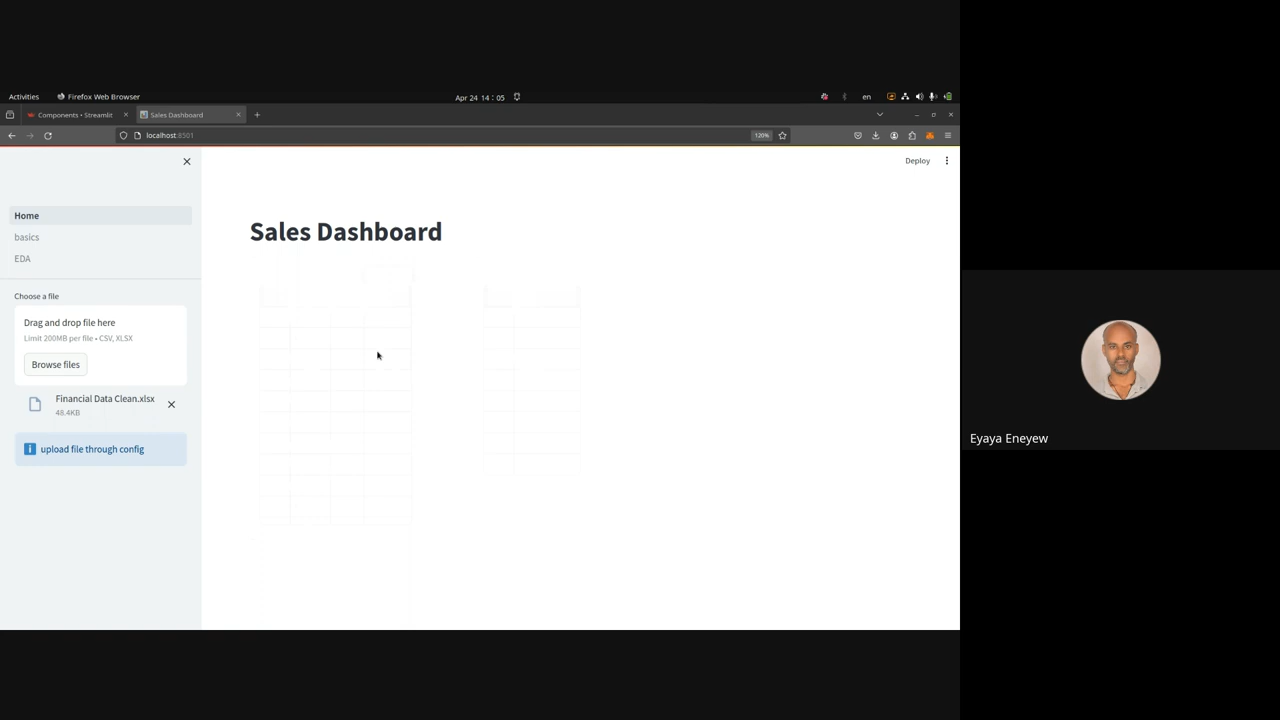 Activities
Firefox Web Browser
Apr 24 14:05
en
Components • Streamlit
Sales Dashboard
localhost:8501
120%
Deploy
Home
basics
EDA
Sales Dashboard
Choose a file
Drag and drop file here
Limit 200MB per file • CSV, XLSX
Browse files
Financial Data Clean.xlsx
48.4KB
upload file through config
Eyaya Eneyew